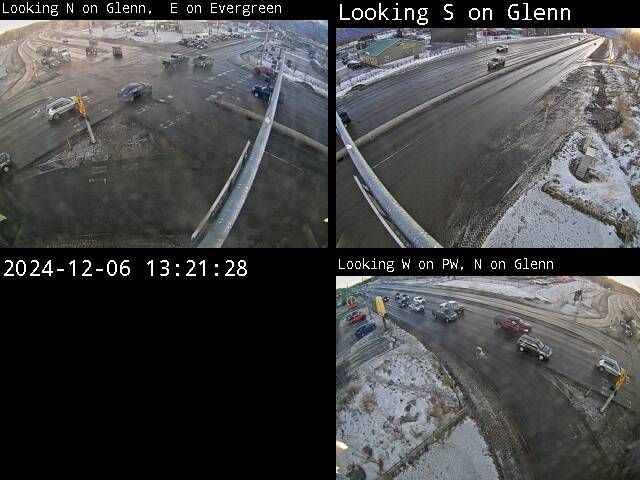 Looking N on Glenn,  E on Evergreen
Looking S on Glenn
2024-12-06 13:21:28
Looking W on PW, N on Glenn